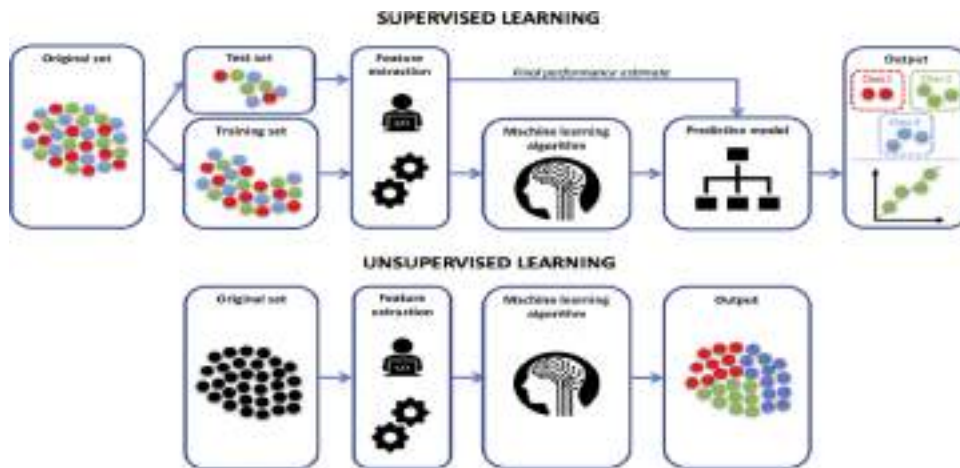 SUPERVISED LEARNING
Original set
Test set
Training set
Feature
extraction
Final performance estimate
Machine learning
algorithm
Predictive model
Output
Class 1
Class 2
UNSUPERVISED LEARNING
Original set
Feature
extraction
Machine learning
algorithm
Output